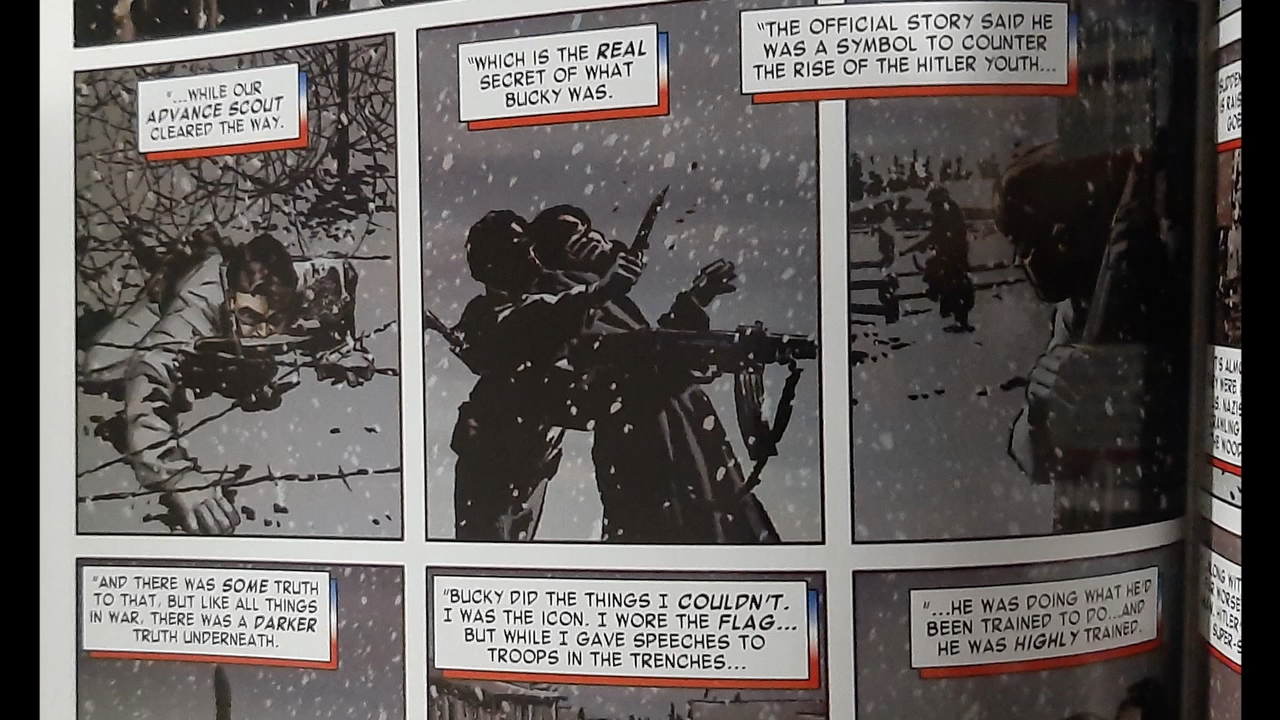 "...WHILE OUR
ADVANCE SCOUT
CLEARED THE WAY.
"WHICH IS THE REAL
SECRET OF WHAT
BUCKY WAS.
"THE OFFICIAL STORY SAID HE
WAS A SYMBOL TO COUNTER
THE RISE OF THE HITLER YOUTH...
"AND THERE WAS SOME TRUTH
TO THAT, BUT LIKE ALL THINGS
IN WAR, THERE WAS A DARKER
TRUTH UNDERNEATH.
"BUCKY DID THE THINGS I COULDN'T.
I WAS THE ICON. I WORE THE FLAG...
BUT WHILE I GAVE SPEECHES TO
TROOPS IN THE TRENCHES...
"...HE WAS DOING WHAT HE'D
BEEN TRAINED TO DO...AND
HE WAS HIGHLY TRAINED.